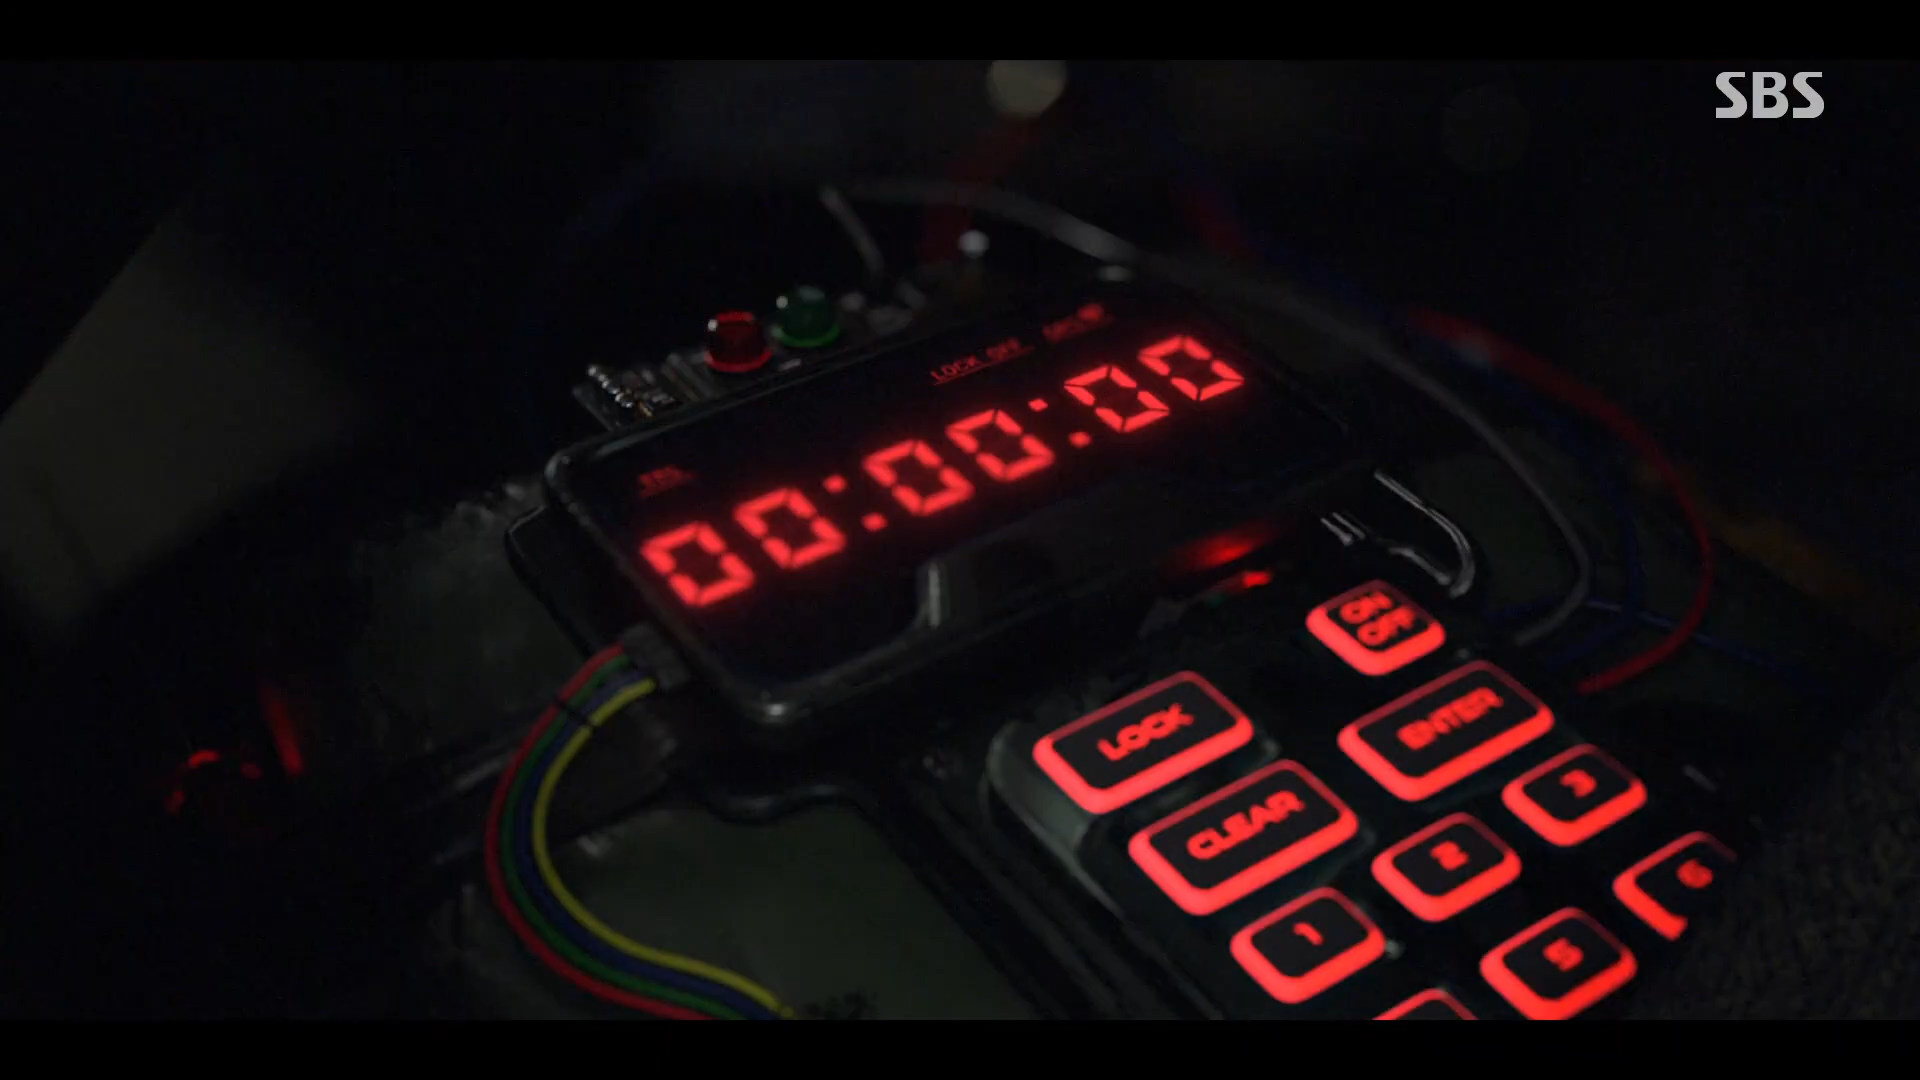 SBS
LOCK OFF
00:00:00
ON
OFF
LOCK
ENTER
CLEAR
3
2
6
1
5